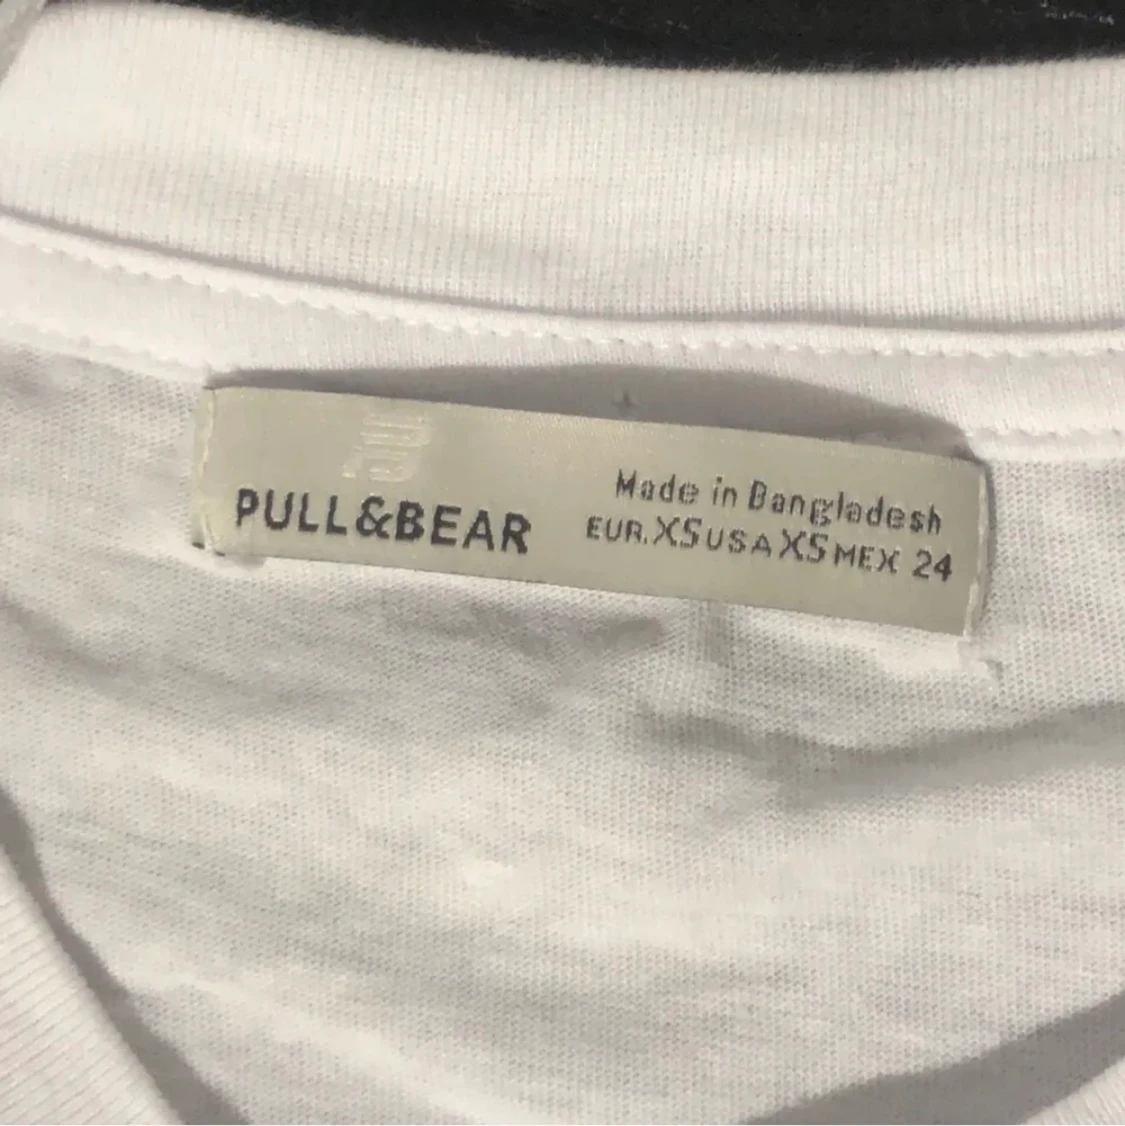 PULL&BEAR
Made in Bangladesh
EUR.XS USA XS MEX 24